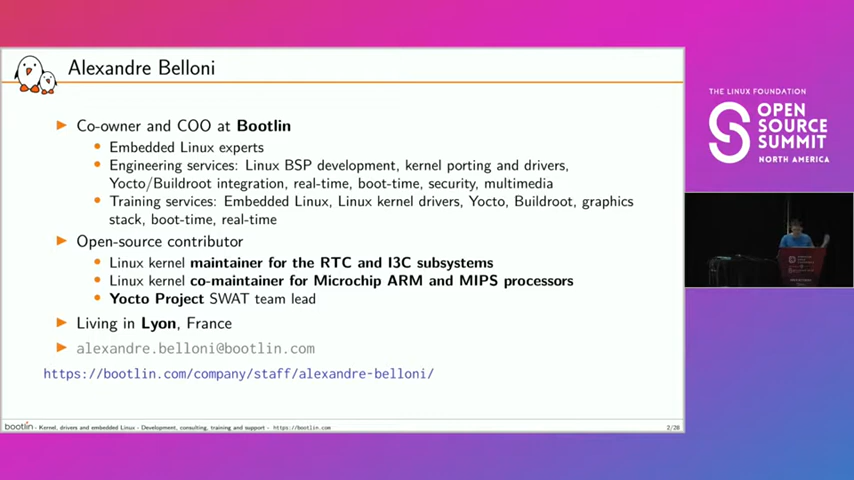 Alexandre Belloni
Co-owner and COO at Bootlin
Embedded Linux experts
Engineering services: Linux BSP development, kernel porting and drivers,
Yocto/Buildroot integration, real-time, boot-time, security, multimedia
Training services: Embedded Linux, Linux kernel drivers, Yocto, Buildroot, graphics
stack, boot-time, real-time
Open-source contributor
Linux kernel maintainer for the RTC and I3C subsystems
Linux kernel co-maintainer for Microchip ARM and MIPS processors
Yocto Project SWAT team lead
Living in Lyon, France
alexandre.belloni@bootlin.com
https://bootlin.com/company/staff/alexandre-belloni/
bootlin - Kernel, drivers and embedded Linux - Development, consulting, training and support - https://bootlin.com
2/28
THE LINUX FOUNDATION
OPEN
SOURCE
SUMMIT
NORTH AMERICA